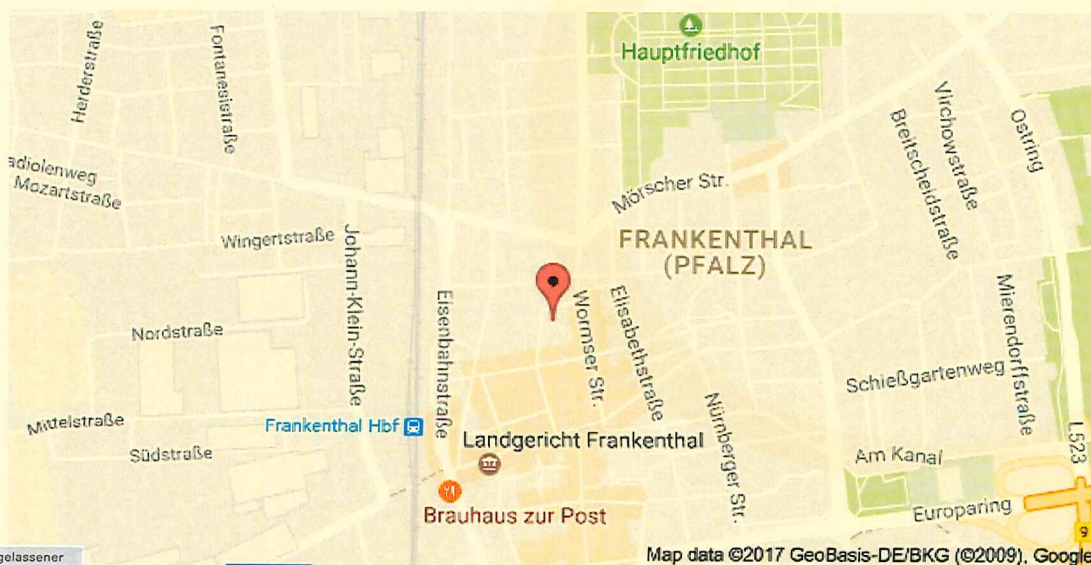 Herderstraße
Fontanesistraße
Hauptfriedhof
Virchowstraße
Breitscheidstraße
Ostring
adiolenweg
Mozartstraße
Mörscher Str.
Wingertstraße
Johann-Klein-Straße
FRANKENTHAL
(PFALZ)
Eisenbahnstraße
Wormser Str.
Elisabethstraße
Mierendorffstraße
Nordstraße
Schießgartenweg
Mittelstraße
Frankenthal Hbf
Nürnberger Str.
Südstraße
Landgericht Frankenthal
L523
Am Kanal
Brauhaus zur Post
Europaring
9
gelassener
Map data ©2017 GeoBasis-DE/BKG (©2009), Google